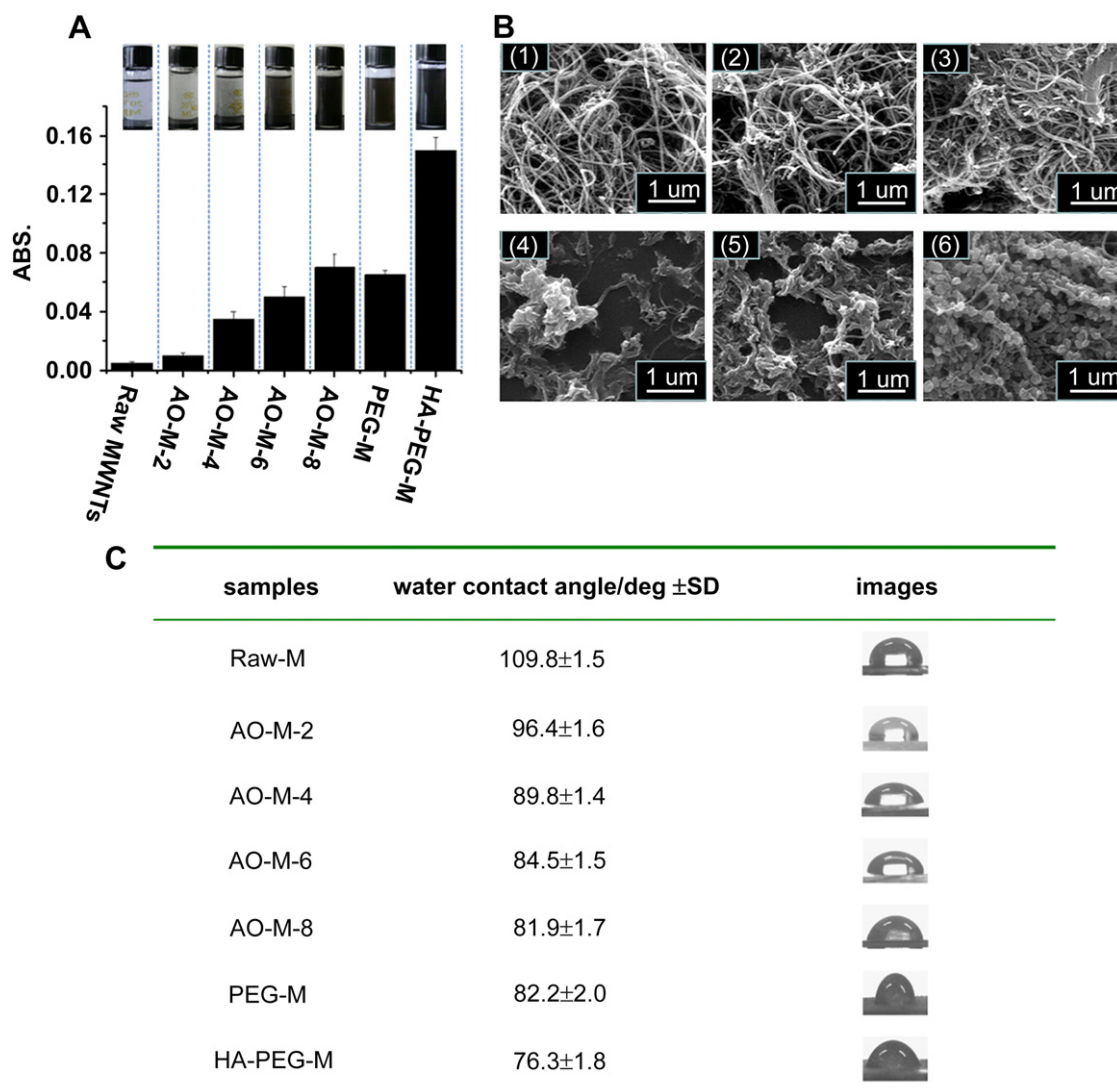 A
0.16
0.12
0.08
0.04
0.00
ABS.
Raw MWNTs
AO-M-2
AO-M-4
AO-M-6
AO-M-8
PEG-M
HA-PEG-M
B
(1)
1 um
(2)
1 um
(3)
1 um
(4)
1 um
(5)
1 um
(6)
1 um
C
samples water contact angle/deg ±SD images
Raw-M 109.8±1.5
AO-M-2 96.4±1.6
AO-M-4 89.8±1.4
AO-M-6 84.5±1.5
AO-M-8 81.9±1.7
PEG-M 82.2±2.0
HA-PEG-M 76.3±1.8